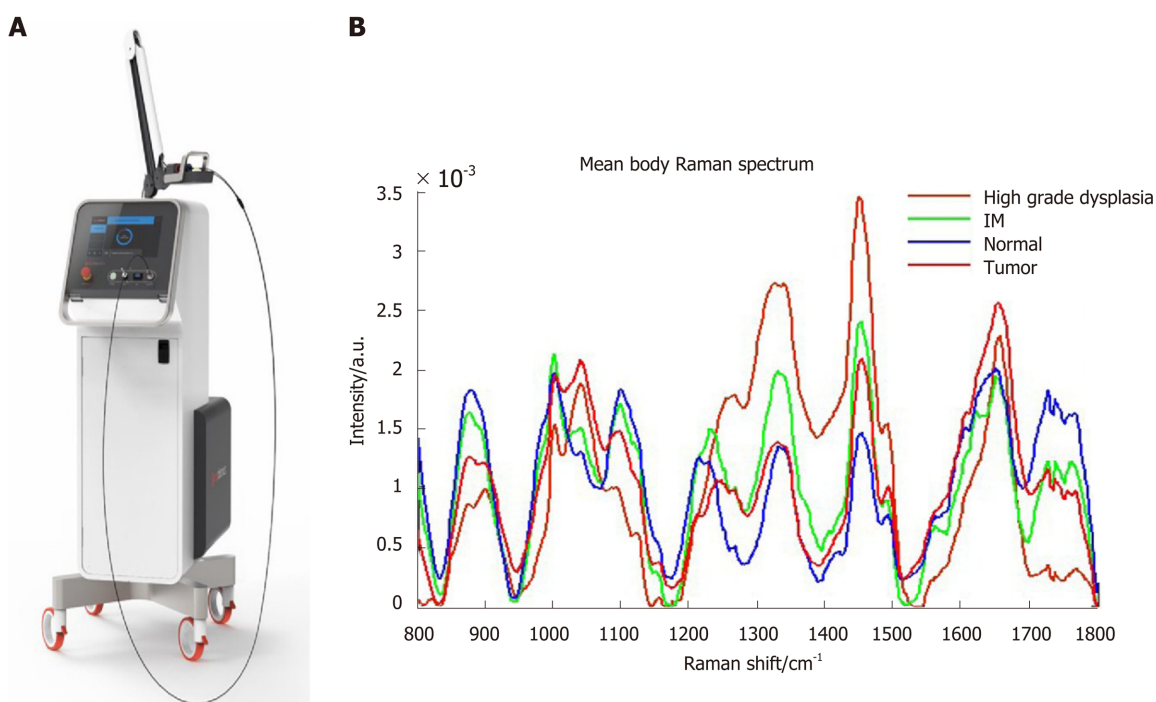 A
B
Mean body Raman spectrum
× 10-3
3.5
3
2.5
2
1.5
1
0.5
0
Intensity/a.u.
High grade dysplasia
IM
Normal
Tumor
800 900 1000 1100 1200 1300 1400 1500 1600 1700 1800
Raman shift/cm-1